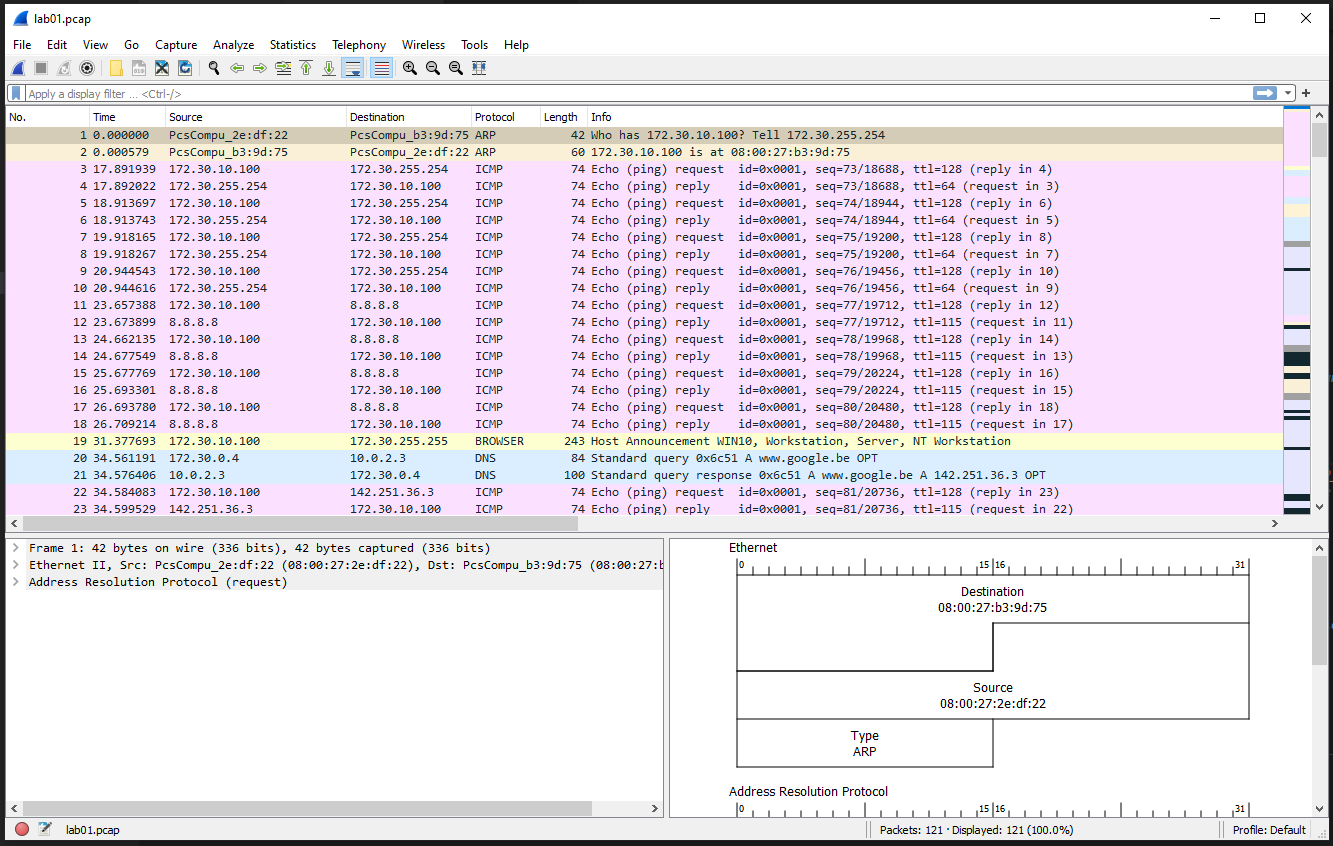 lab01.pcap
File Edit View Go Capture Analyze Statistics Telephony Wireless Tools Help
Apply a display filter ... <Ctrl-/>
No. Time Source Destination Protocol Length Info
1 0.000000 PcsCompu_2e:df:22 PcsCompu_b3:9d:75 ARP 42 Who has 172.30.10.100? Tell 172.30.255.254
2 0.000579 PcsCompu_b3:9d:75 PcsCompu_2e:df:22 ARP 60 172.30.10.100 is at 08:00:27:b3:9d:75
3 17.891939 172.30.10.100 172.30.255.254 ICMP 74 Echo (ping) request id=0x0001, seq=73/18688, ttl=128 (reply in 4)
4 17.892022 172.30.255.254 172.30.10.100 ICMP 74 Echo (ping) reply id=0x0001, seq=73/18688, ttl=64 (request in 3)
5 18.913697 172.30.10.100 172.30.255.254 ICMP 74 Echo (ping) request id=0x0001, seq=74/18944, ttl=128 (reply in 6)
6 18.913743 172.30.255.254 172.30.10.100 ICMP 74 Echo (ping) reply id=0x0001, seq=74/18944, ttl=64 (request in 5)
7 19.918165 172.30.10.100 172.30.255.254 ICMP 74 Echo (ping) request id=0x0001, seq=75/19200, ttl=128 (reply in 8)
8 19.918267 172.30.255.254 172.30.10.100 ICMP 74 Echo (ping) reply id=0x0001, seq=75/19200, ttl=64 (request in 7)
9 20.944543 172.30.10.100 172.30.255.254 ICMP 74 Echo (ping) request id=0x0001, seq=76/19456, ttl=128 (reply in 10)
10 20.944616 172.30.255.254 172.30.10.100 ICMP 74 Echo (ping) reply id=0x0001, seq=76/19456, ttl=64 (request in 9)
11 23.657388 172.30.10.100 8.8.8.8 ICMP 74 Echo (ping) request id=0x0001, seq=77/19712, ttl=128 (reply in 12)
12 23.673899 8.8.8.8 172.30.10.100 ICMP 74 Echo (ping) reply id=0x0001, seq=77/19712, ttl=115 (request in 11)
13 24.662135 172.30.10.100 8.8.8.8 ICMP 74 Echo (ping) request id=0x0001, seq=78/19968, ttl=128 (reply in 14)
14 24.677549 8.8.8.8 172.30.10.100 ICMP 74 Echo (ping) reply id=0x0001, seq=78/19968, ttl=115 (request in 13)
15 25.677769 172.30.10.100 8.8.8.8 ICMP 74 Echo (ping) request id=0x0001, seq=79/20224, ttl=128 (reply in 16)
16 25.693301 8.8.8.8 172.30.10.100 ICMP 74 Echo (ping) reply id=0x0001, seq=79/20224, ttl=115 (request in 15)
17 26.693780 172.30.10.100 8.8.8.8 ICMP 74 Echo (ping) request id=0x0001, seq=80/20480, ttl=128 (reply in 18)
18 26.709214 8.8.8.8 172.30.10.100 ICMP 74 Echo (ping) reply id=0x0001, seq=80/20480, ttl=115 (request in 17)
19 31.377693 172.30.10.100 172.30.255.255 BROWSER 243 Host Announcement WIN10, Workstation, Server, NT Workstation
20 34.561191 172.30.0.4 10.0.2.3 DNS 84 Standard query 0x6c51 A www.google.be OPT
21 34.576406 10.0.2.3 172.30.0.4 DNS 100 Standard query response 0x6c51 A www.google.be A 142.251.36.3 OPT
22 34.584083 172.30.10.100 142.251.36.3 ICMP 74 Echo (ping) request id=0x0001, seq=81/20736, ttl=128 (reply in 23)
23 34.599529 142.251.36.3 172.30.10.100 ICMP 74 Echo (ping) reply id=0x0001, seq=81/20736, ttl=115 (request in 22)
Frame 1: 42 bytes on wire (336 bits), 42 bytes captured (336 bits)
Ethernet II, Src: PcsCompu_2e:df:22 (08:00:27:2e:df:22), Dst: PcsCompu_b3:9d:75 (08:00:27:b
Address Resolution Protocol (request)
Ethernet
0 15 16 31
Destination
08:00:27:b3:9d:75
Source
08:00:27:2e:df:22
Type
ARP
Address Resolution Protocol
0 15 16 31
lab01.pcap
Packets: 121 · Displayed: 121 (100.0%)
Profile: Default